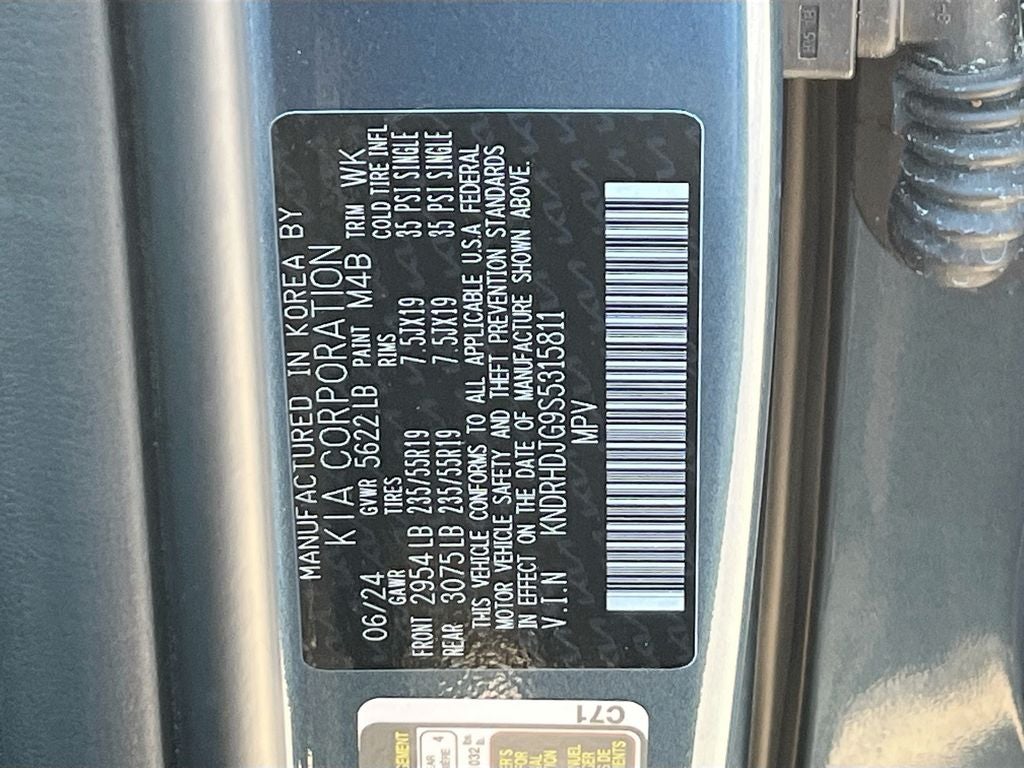 MANUFACTURED IN KOREA BY
KIA CORPORATION
06/24 GVWR 5622LB PAINT M4B TRIM WK
GAWR TIRES RIMS COLD TIRE INFL
FRONT 2954LB 235/55R19 7.5JX19 35 PSI SINGLE
REAR 3075LB 235/55R19 7.5JX19 35 PSI SINGLE
THIS VEHICLE CONFORMS TO ALL APPLICABLE U.S.A FEDERAL
MOTOR VEHICLE SAFETY AND THEFT PREVENTION STANDARDS
IN EFFECT ON THE DATE OF MANUFACTURE SHOWN ABOVE.
V.I.N KNDRHDJG9S5315811
MPV
C71